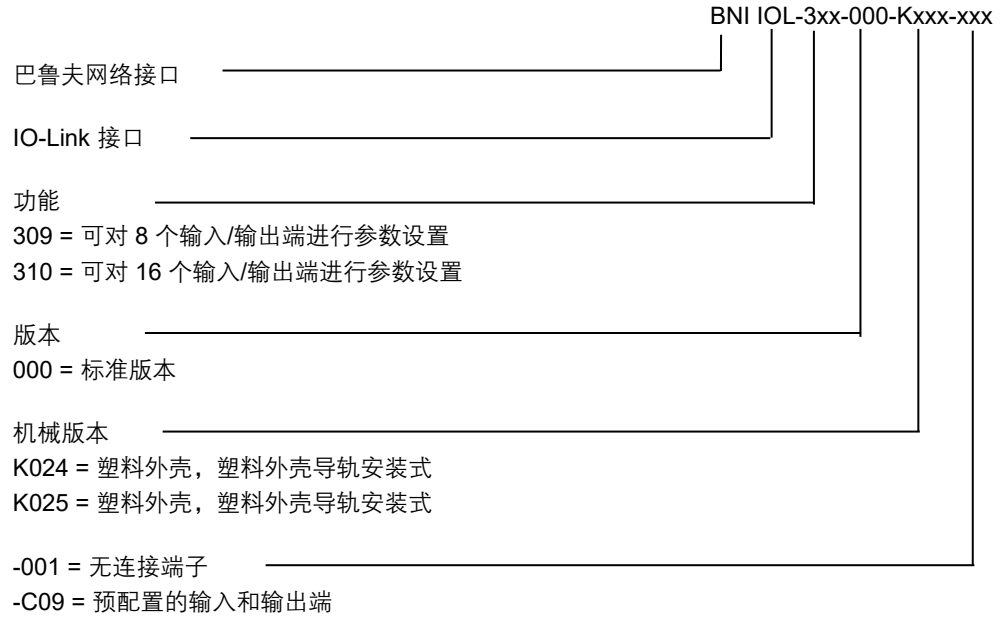 BNI IOL-3xx-000-Kxxx-xxx
巴鲁夫网络接口
IO-Link 接口
功能
309 = 可对 8 个输入/输出端进行参数设置
310 = 可对 16 个输入/输出端进行参数设置
版本
000 = 标准版本
机械版本
K024 = 塑料外壳，塑料外壳导轨安装式
K025 = 塑料外壳，塑料外壳导轨安装式
-001 = 无连接端子
-C09 = 预配置的输入和输出端